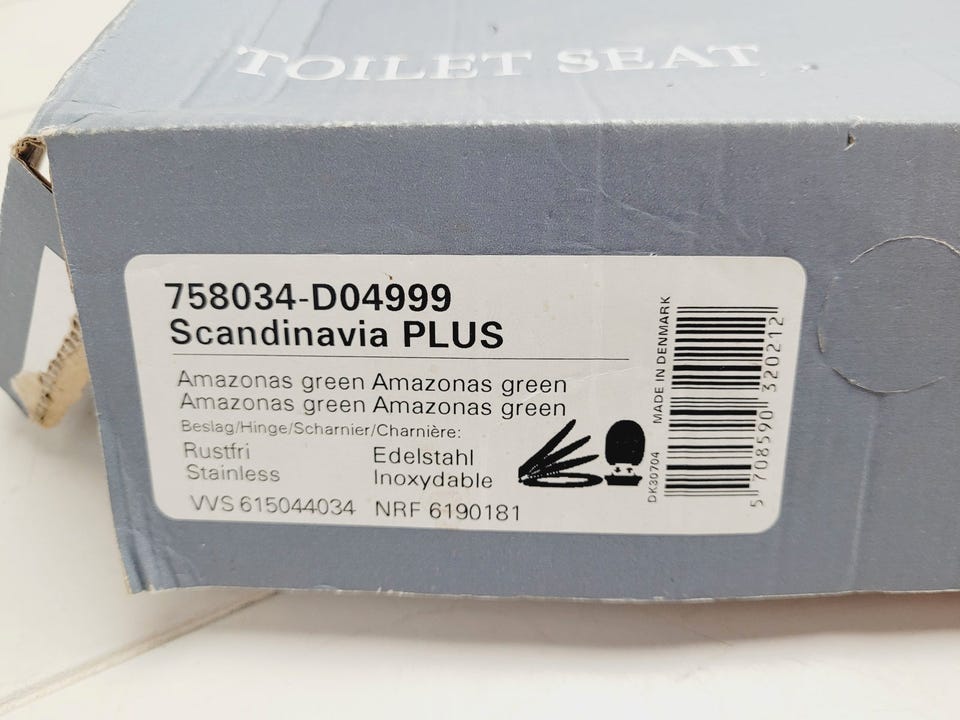 TOILET SEAT
758034-D04999
Scandinavia PLUS
Amazonas green Amazonas green
Amazonas green Amazonas green
Beslag/Hinge/Scharnier/Charnière:
Rustfri Edelstahl
Stainless Inoxydable
VVS 615044034 NRF 6190181
DK30704 MADE IN DENMARK
5 708590 320212